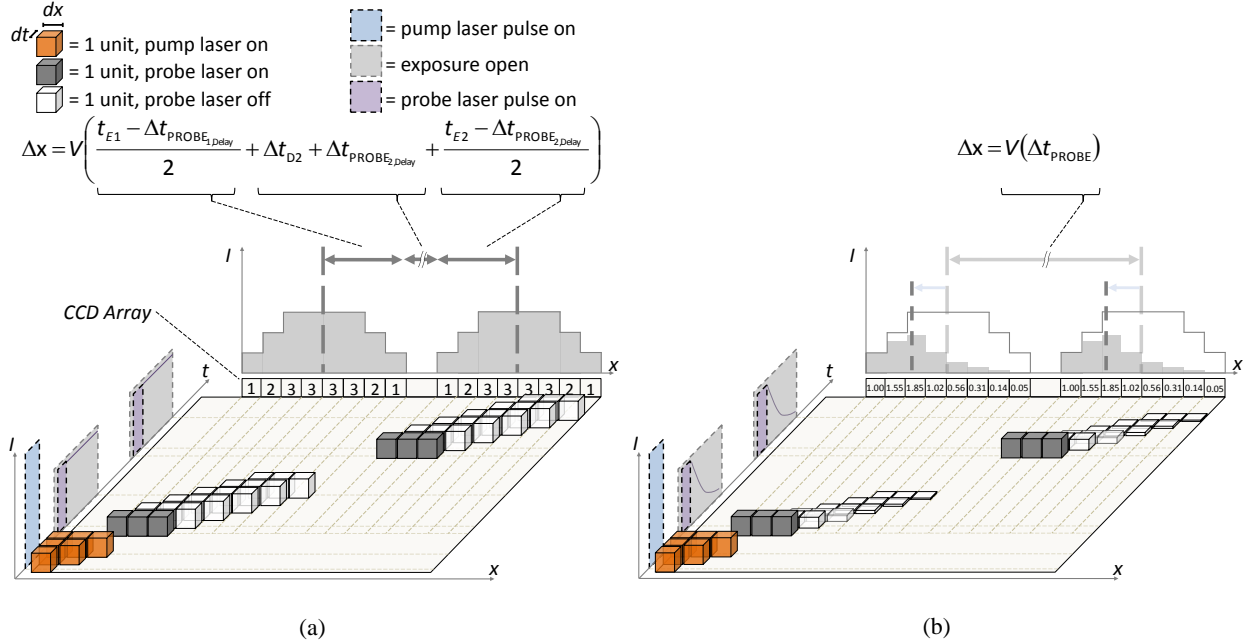 dx
dt
= 1 unit, pump laser on
= 1 unit, probe laser on
= 1 unit, probe laser off
= pump laser pulse on
= exposure open
= probe laser pulse on
Δx = V( (t_E1 − Δt_PROBE_1,Delay)/2 + Δt_D2 + Δt_PROBE_2,Delay + (t_E2 − Δt_PROBE_2,Delay)/2 )
Δx = V(Δt_PROBE)
I
CCD Array
x
t
1 2 3 3 3 3 2 1 1 2 3 3 3 3 2 1
I
x
(a)
I
x
t
1.00 1.55 1.85 1.02 0.56 0.31 0.14 0.05 1.00 1.55 1.85 1.02 0.56 0.31 0.14 0.05
I
x
(b)